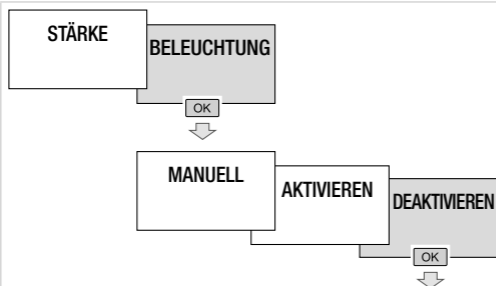 STÄRKE
BELEUCHTUNG
OK
MANUELL
AKTIVIEREN
DEAKTIVIEREN
OK